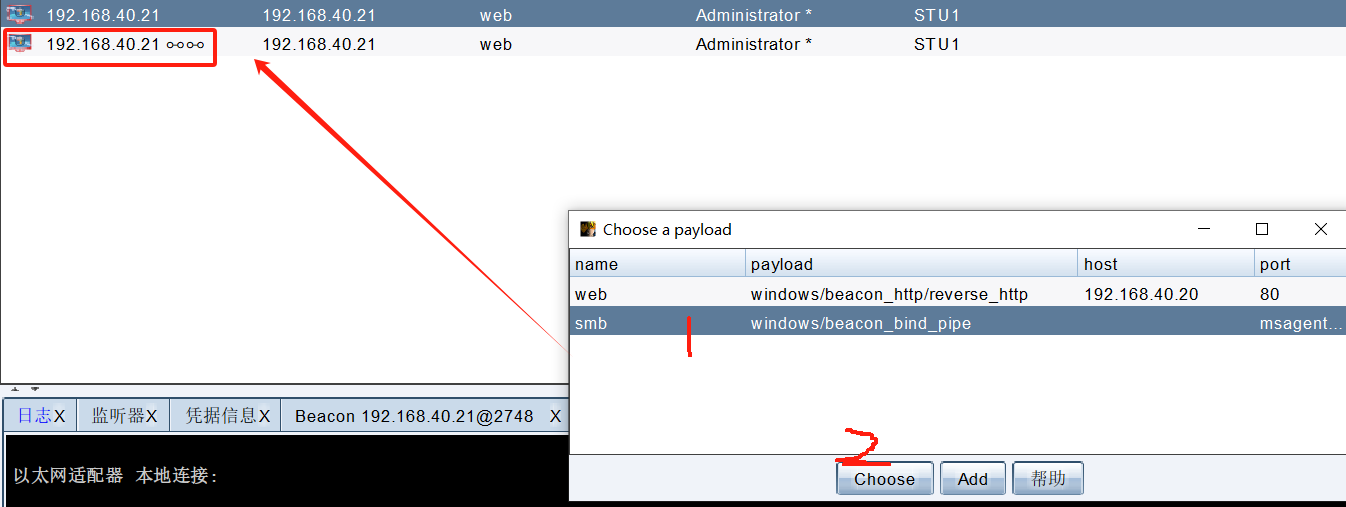 192.168.40.21 192.168.40.21 web Administrator * STU1
192.168.40.21 192.168.40.21 web Administrator * STU1
Choose a payload
name payload host port
web windows/beacon_http/reverse_http 192.168.40.20 80
smb windows/beacon_bind_pipe msagent...
1
2
Choose Add 帮助
日志X 监听器X 凭据信息X Beacon 192.168.40.21@2748 X
以太网适配器 本地连接: